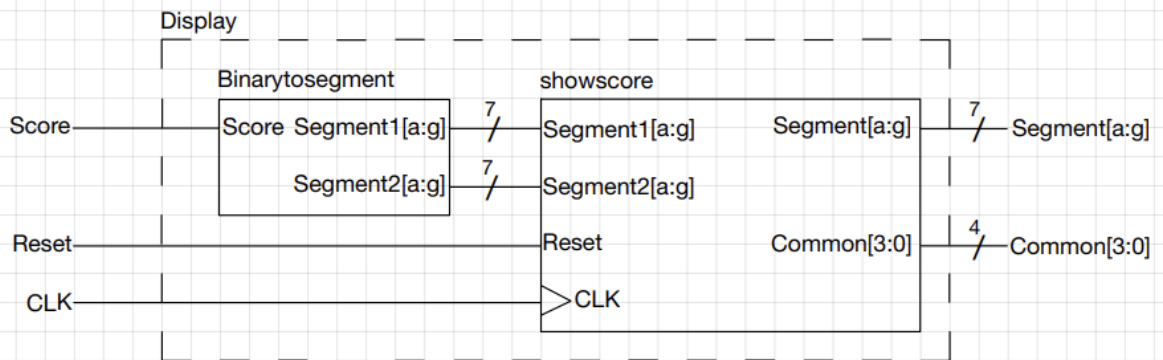 Display
Binarytosegment
showscore
Score
Score Segment1[a:g]
7
Segment1[a:g]
Segment[a:g]
7
Segment[a:g]
Segment2[a:g]
7
Segment2[a:g]
Reset
Reset
Common[3:0]
4
Common[3:0]
CLK
CLK